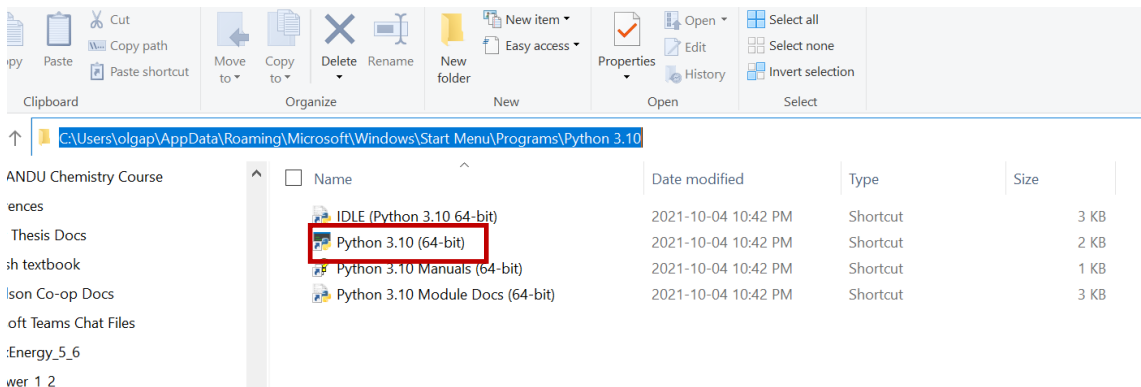 Cut
New item
Open
Select all
Copy path
Easy access
Edit
Select none
Paste
Paste shortcut
Move to
Copy to
Delete
Rename
New folder
Properties
History
Invert selection
Clipboard
Organize
New
Open
Select
C:\Users\olgap\AppData\Roaming\Microsoft\Windows\Start Menu\Programs\Python 3.10
ANDU Chemistry Course
Name Date modified Type Size
rences
IDLE (Python 3.10 64-bit) 2021-10-04 10:42 PM Shortcut 3 KB
Thesis Docs
Python 3.10 (64-bit) 2021-10-04 10:42 PM Shortcut 2 KB
sh textbook
Python 3.10 Manuals (64-bit) 2021-10-04 10:42 PM Shortcut 1 KB
lson Co-op Docs
Python 3.10 Module Docs (64-bit) 2021-10-04 10:42 PM Shortcut 3 KB
oft Teams Chat Files
:Energy_5_6
wer 1 2